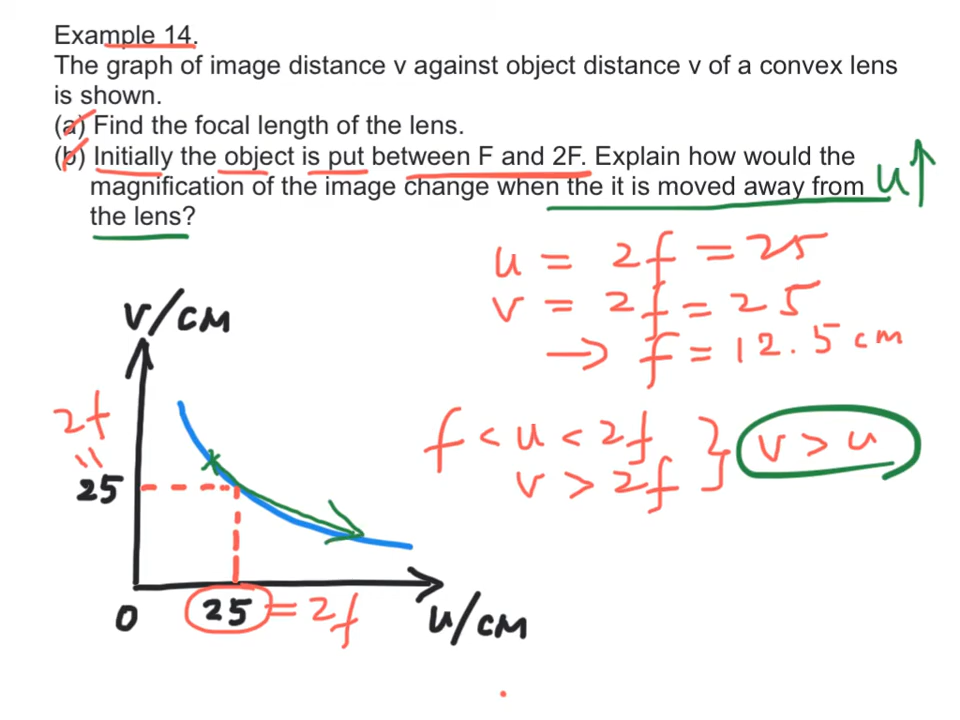 Example 14.
The graph of image distance v against object distance v of a convex lens
is shown.
(a) Find the focal length of the lens.
(b) Initially the object is put between F and 2F. Explain how would the
magnification of the image change when the it is moved away from u↑
the lens?
u = 2f = 25
v = 2f = 25
→ f = 12.5 cm
v/cm
2f
=
25
f < u < 2f } v > u
v > 2f
0
25 = 2f
u/cm